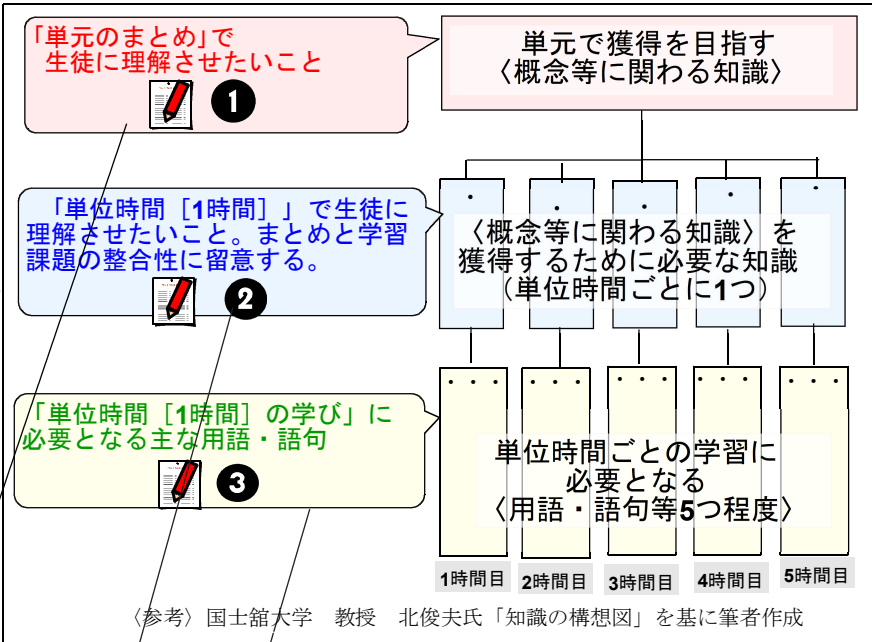 「単元のまとめ」で
生徒に理解させたいこと
1
単元で獲得を目指す
〈概念等に関わる知識〉
「単位時間［1時間］」で生徒に
理解させたいこと。まとめと学習
課題の整合性に留意する。
2
・ ・ ・ ・ ・
〈概念等に関わる知識〉を
獲得するために必要な知識
（単位時間ごとに1つ）
「単位時間［1時間］の学び」に
必要となる主な用語・語句
3
・・・ ・・・ ・・・ ・・・ ・・・
単位時間ごとの学習に
必要となる
〈用語・語句等5つ程度〉
1時間目 2時間目 3時間目 4時間目 5時間目
〈参考〉国士舘大学　教授　北俊夫氏「知識の構想図」を基に筆者作成